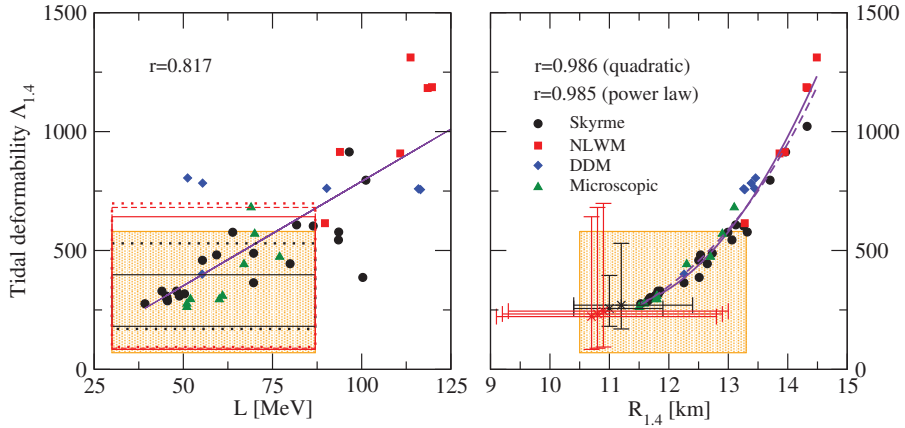 1500
1000
500
0
Tidal deformability Λ1.4
r=0.817
25 50 75 100 125
L [MeV]
r=0.986 (quadratic)
r=0.985 (power law)
Skyrme
NLWM
DDM
Microscopic
1500
1000
500
0
9 10 11 12 13 14 15
R1.4 [km]